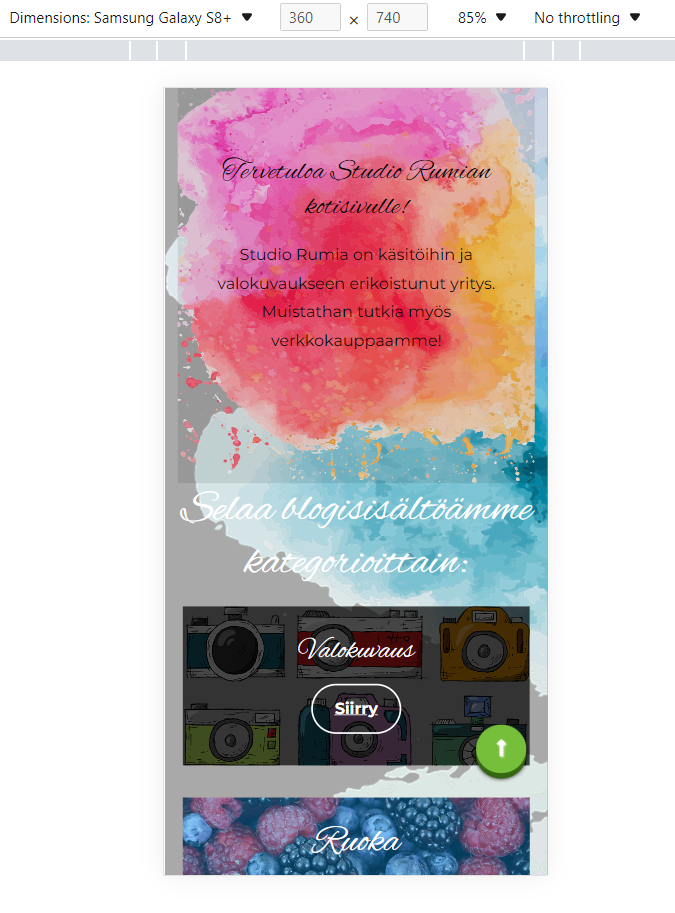 Dimensions: Samsung Galaxy S8+ 360 × 740 85% No throttling
Tervetuloa Studio Rumian
kotisivulle!
Studio Rumia on käsitöihin ja
valokuvaukseen erikoistunut yritys.
Muistathan tutkia myös
verkkokauppaamme!
Selaa blogisisältöämme
kategorioittain:
Valokuvaus
Siirry
Ruoka